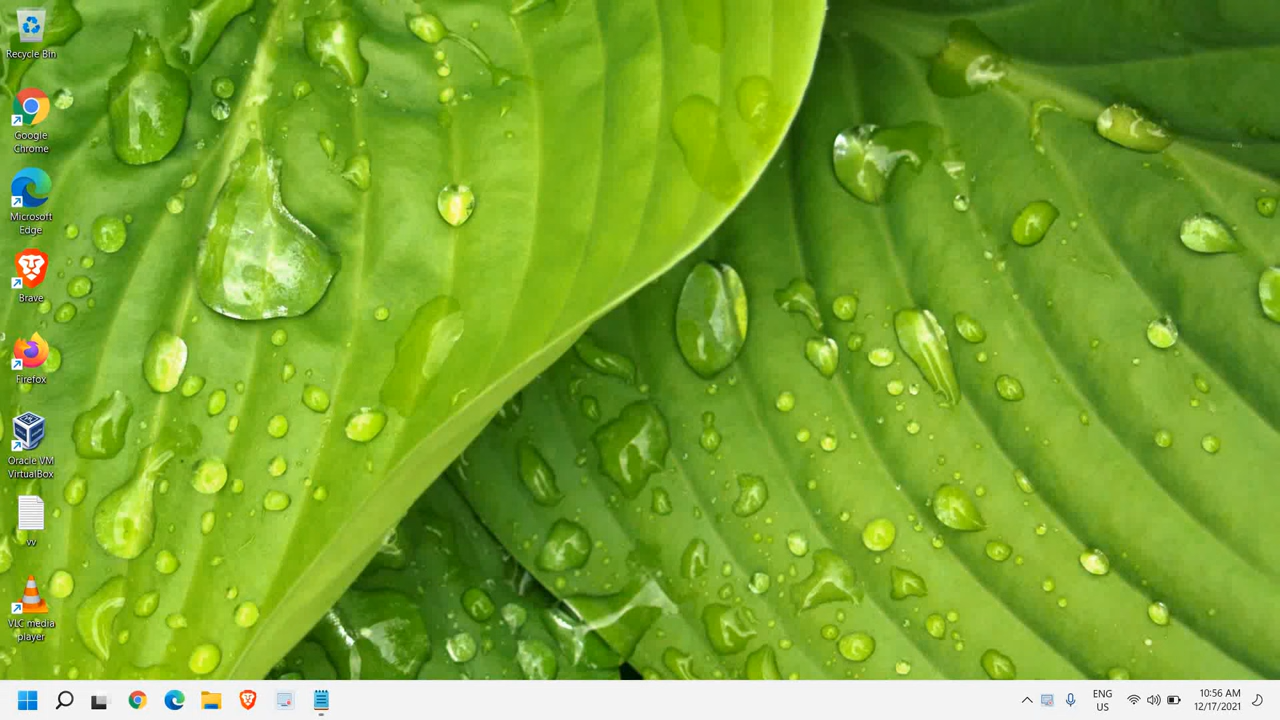 Recycle Bin
Google
Chrome
Microsoft
Edge
Brave
Firefox
Oracle VM
VirtualBox
vv
VLC media
player
ENG
US
10:56 AM
12/17/2021